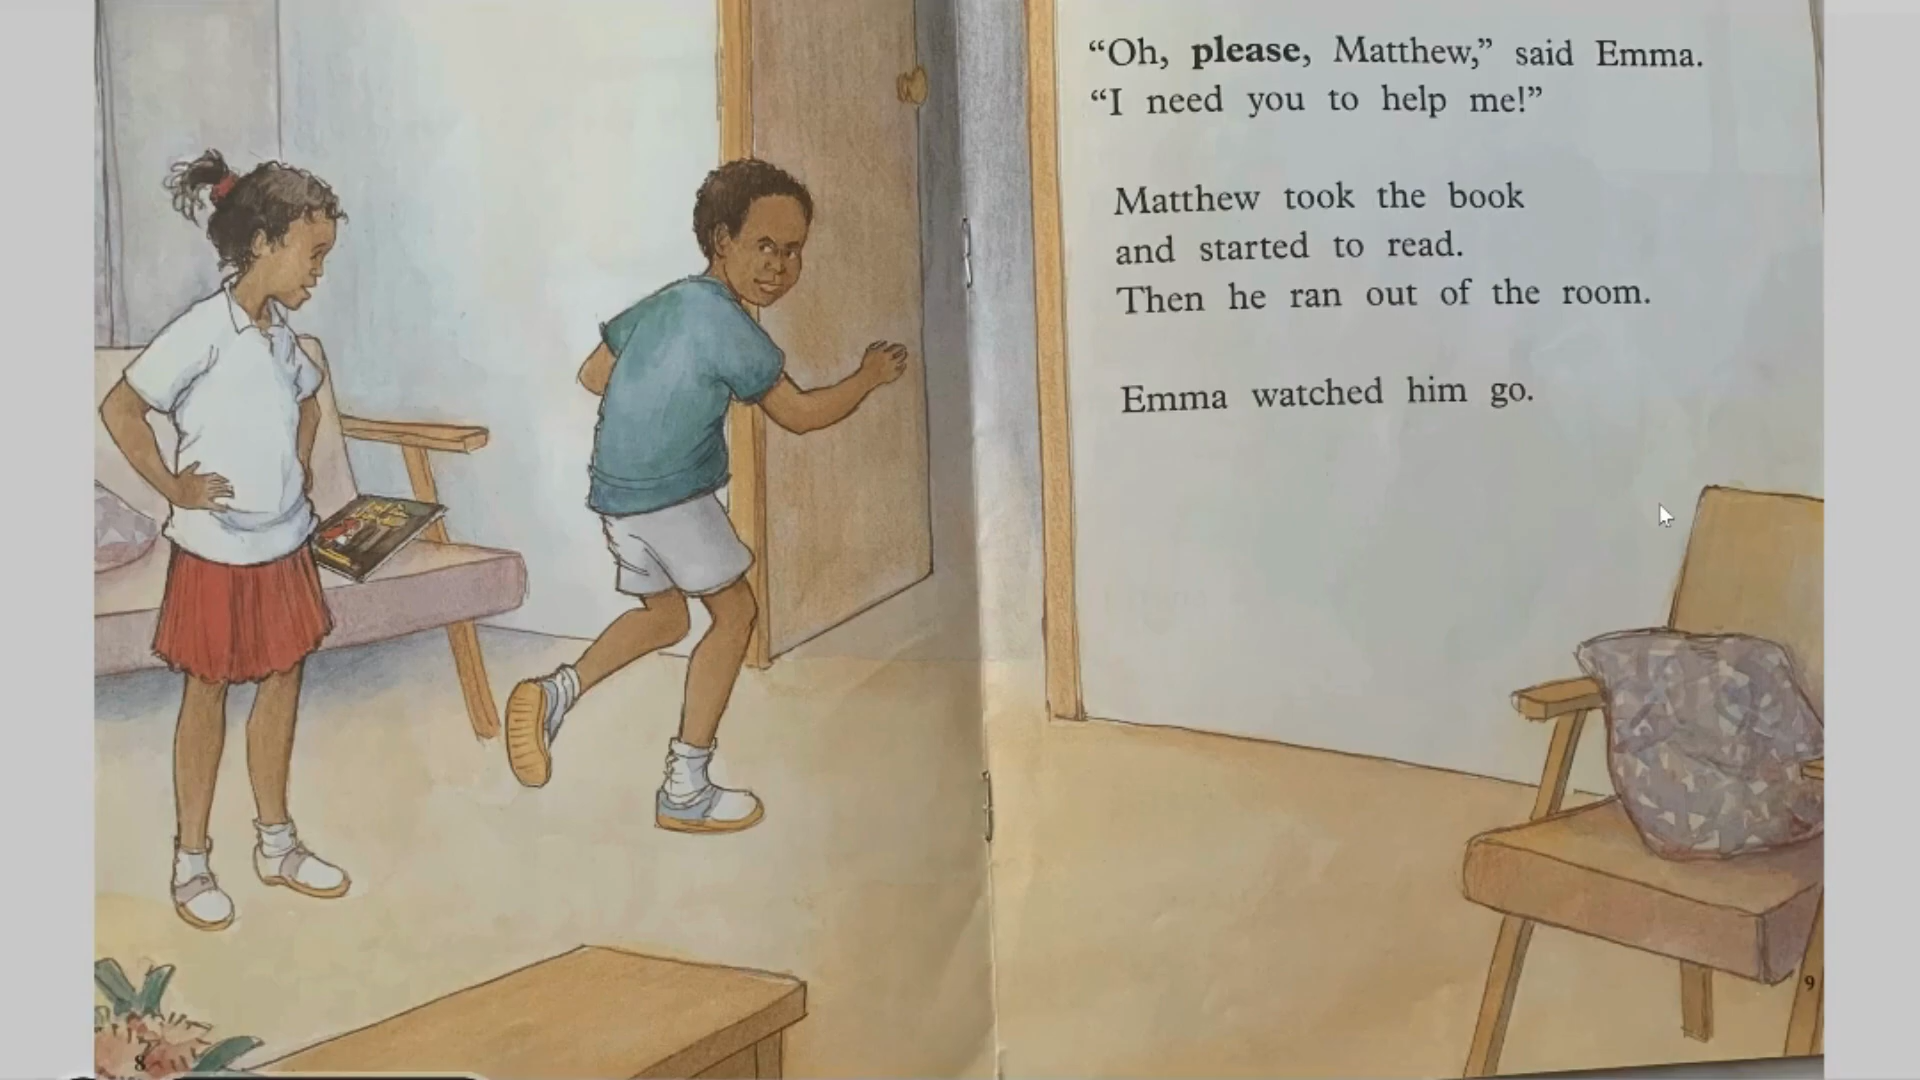 “Oh, please, Matthew,” said Emma.
“I need you to help me!”
Matthew took the book
and started to read.
Then he ran out of the room.
Emma watched him go.
8
9